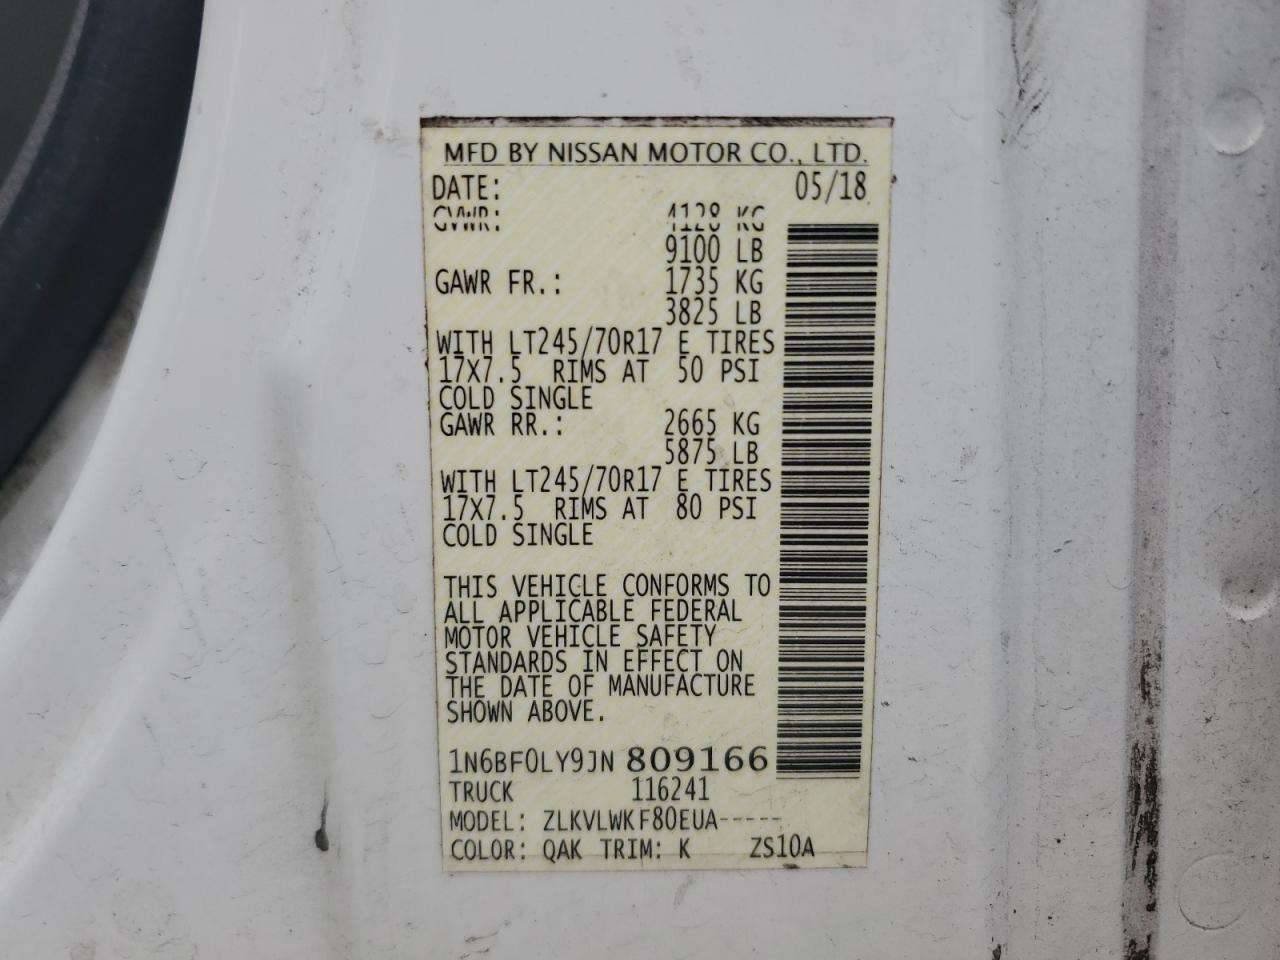 MFD BY NISSAN MOTOR CO., LTD.
DATE: 05/18
GVWR: 4128 KG
9100 LB
GAWR FR.: 1735 KG
3825 LB
WITH LT245/70R17 E TIRES
17X7.5 RIMS AT 50 PSI
COLD SINGLE
GAWR RR.: 2665 KG
5875 LB
WITH LT245/70R17 E TIRES
17X7.5 RIMS AT 80 PSI
COLD SINGLE
THIS VEHICLE CONFORMS TO
ALL APPLICABLE FEDERAL
MOTOR VEHICLE SAFETY
STANDARDS IN EFFECT ON
THE DATE OF MANUFACTURE
SHOWN ABOVE.
1N6BF0LY9JN 809166
TRUCK 116241
MODEL: ZLKVLWKF80EUA-----
COLOR: QAK TRIM: K ZS10A